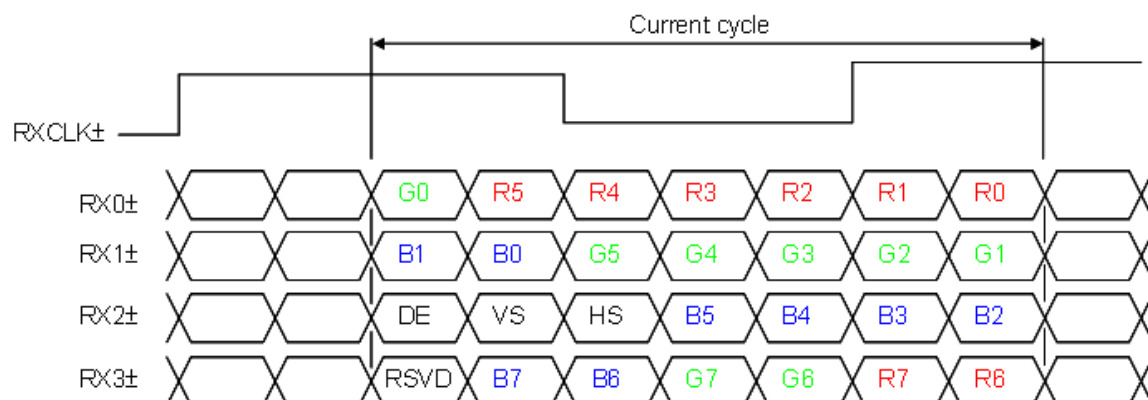 Current cycle
RXCLK±
RX0± G0 R5 R4 R3 R2 R1 R0
RX1± B1 B0 G5 G4 G3 G2 G1
RX2± DE VS HS B5 B4 B3 B2
RX3± RSVD B7 B6 G7 G6 R7 R6